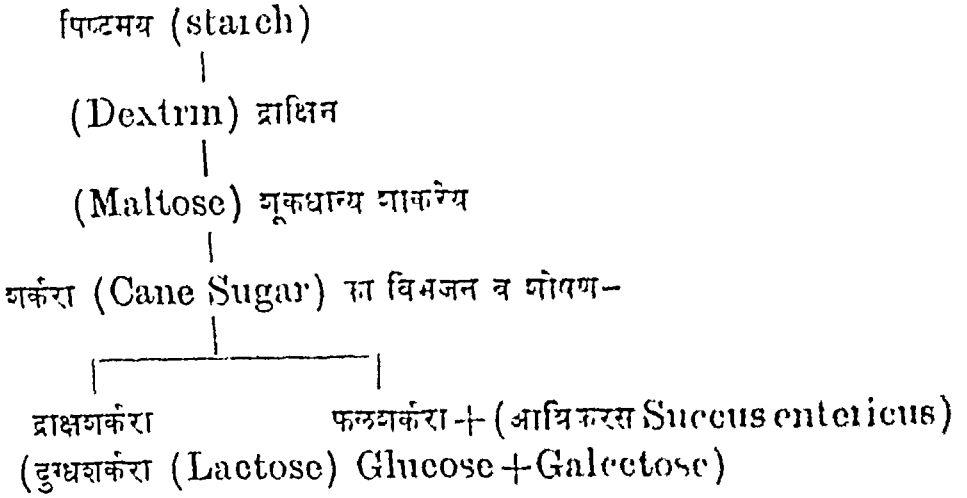 पिष्टमय (starch)
(Dextrin) द्राक्षिन
(Maltose) शूकधान्य शाकरेय
शर्करा (Cane Sugar) का विभजन व शोषण–
द्राक्षशर्करा फलशर्करा + (आत्रिकरस Succus entericus)
(दुग्धशर्करा (Lactose) Glucose + Galectose)